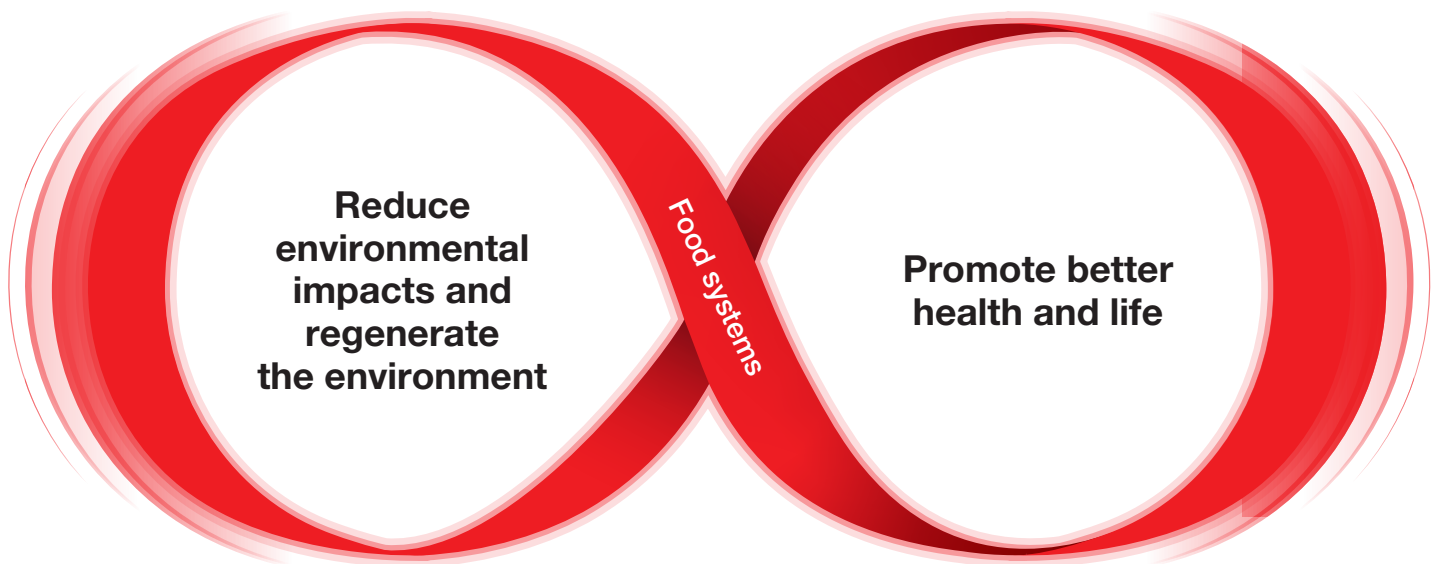 Reduce
environmental
impacts and
regenerate
the environment
Food systems
Promote better
health and life